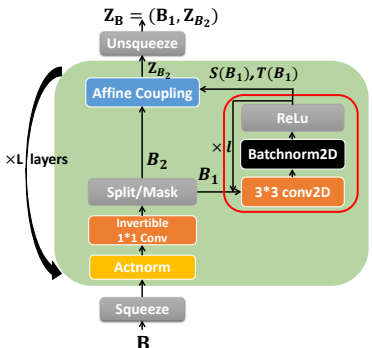 Z_B = (B_1, Z_{B_2})
Unsqueeze
Z_{B_2}
S(B_1), T(B_1)
Affine Coupling
ReLu
×L layers
× l
Batchnorm2D
B_2
B_1
Split/Mask
3*3 conv2D
Invertible
1*1 Conv
Actnorm
Squeeze
B